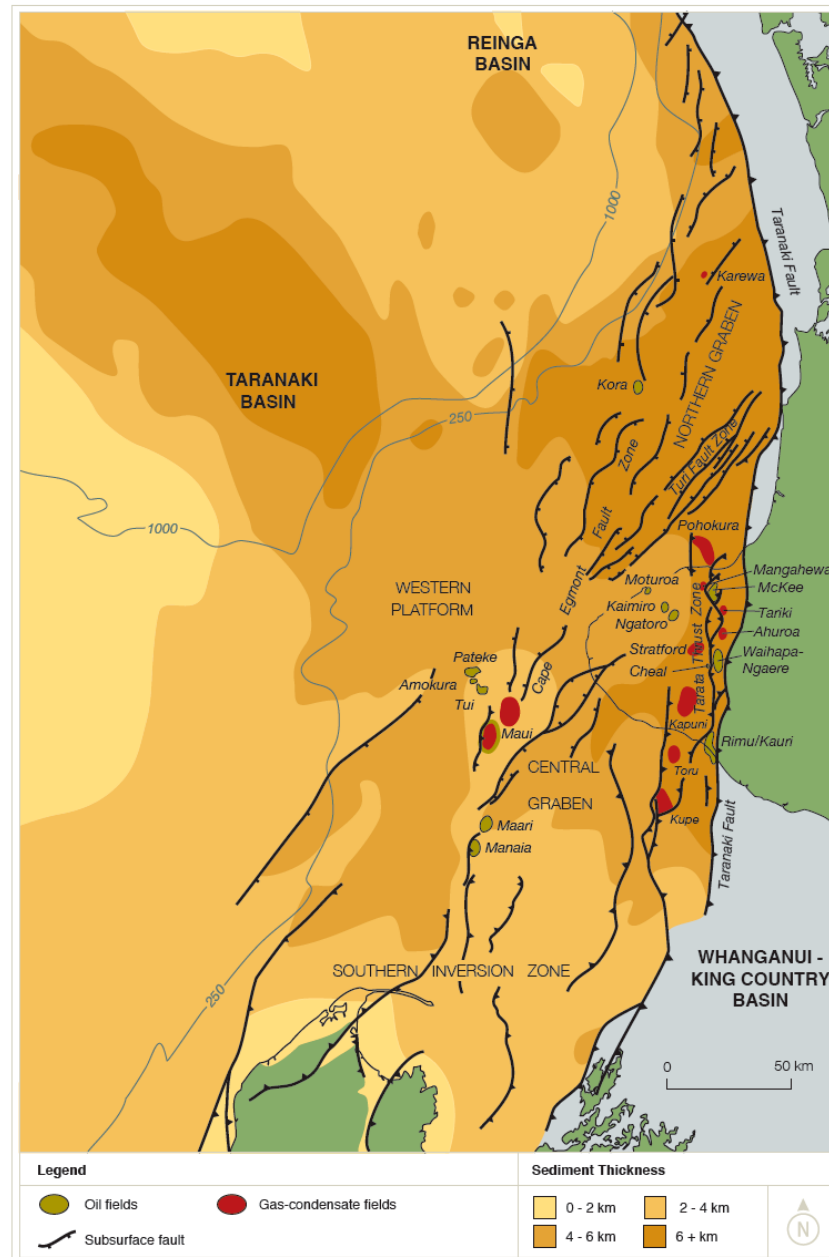 REINGA
BASIN
1000
Taranaki Fault
Karewa
NORTHERN GRABEN
TARANAKI
BASIN
Kora
250
Turi Fault Zone
Zone
Fault
Egmont
Cape
1000
Pohokura
WESTERN
PLATFORM
Moturoa
Mangahewa
McKee
Kaimiro
Ngatoro
Tariki
Ahuroa
Stratford
Cheal
Tarata Thrust Zone
Waihapa-
Ngaere
Pateke
Amokura
Tui
Maui
Kapuni
Rimu/Kauri
CENTRAL
GRABEN
Toru
Kupe
Maari
Manaia
Taranaki Fault
SOUTHERN INVERSION ZONE
250
WHANGANUI -
KING COUNTRY
BASIN
0 50 km
Legend
Oil fields
Gas-condensate fields
Subsurface fault
Sediment Thickness
0 - 2 km
2 - 4 km
4 - 6 km
6 + km
N